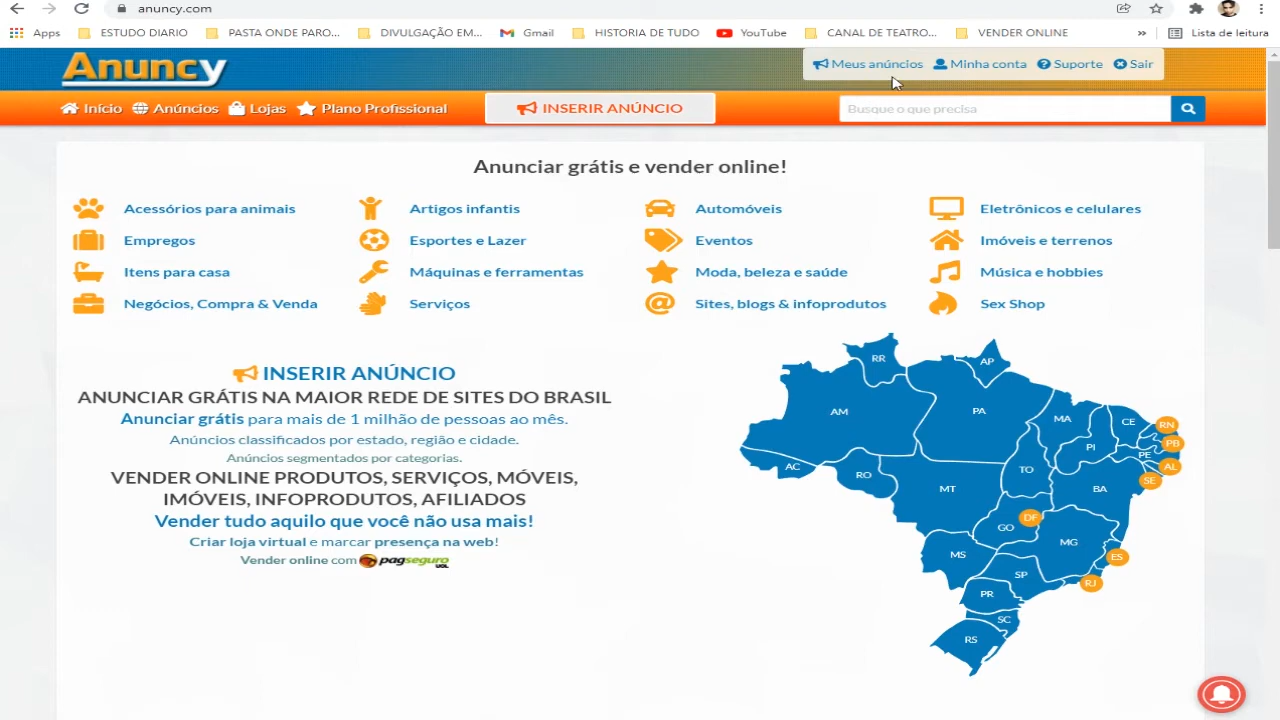 anuncy.com
Apps ESTUDO DIARIO PASTA ONDE PARO... DIVULGAÇÃO EM... Gmail HISTORIA DE TUDO YouTube CANAL DE TEATRO... VENDER ONLINE » Lista de leitura
Anuncy
Meus anúncios Minha conta Suporte Sair
Início Anúncios Lojas Plano Profissional INSERIR ANÚNCIO Busque o que precisa
Anunciar grátis e vender online!
Acessórios para animais Artigos infantis Automóveis Eletrônicos e celulares
Empregos Esportes e Lazer Eventos Imóveis e terrenos
Itens para casa Máquinas e ferramentas Moda, beleza e saúde Música e hobbies
Negócios, Compra & Venda Serviços Sites, blogs & infoprodutos Sex Shop
INSERIR ANÚNCIO
ANUNCIAR GRÁTIS NA MAIOR REDE DE SITES DO BRASIL
Anunciar grátis para mais de 1 milhão de pessoas ao mês.
Anúncios classificados por estado, região e cidade.
Anúncios segmentados por categorias.
VENDER ONLINE PRODUTOS, SERVIÇOS, MÓVEIS,
IMÓVEIS, INFOPRODUTOS, AFILIADOS
Vender tudo aquilo que você não usa mais!
Criar loja virtual e marcar presença na web!
Vender online com pagseguro
UOL
RR AP
AM PA MA CE RN
PI PB
PE
AC RO TO AL
MT BA SE
GO DF
MG
MS ES
SP RJ
PR
SC
RS